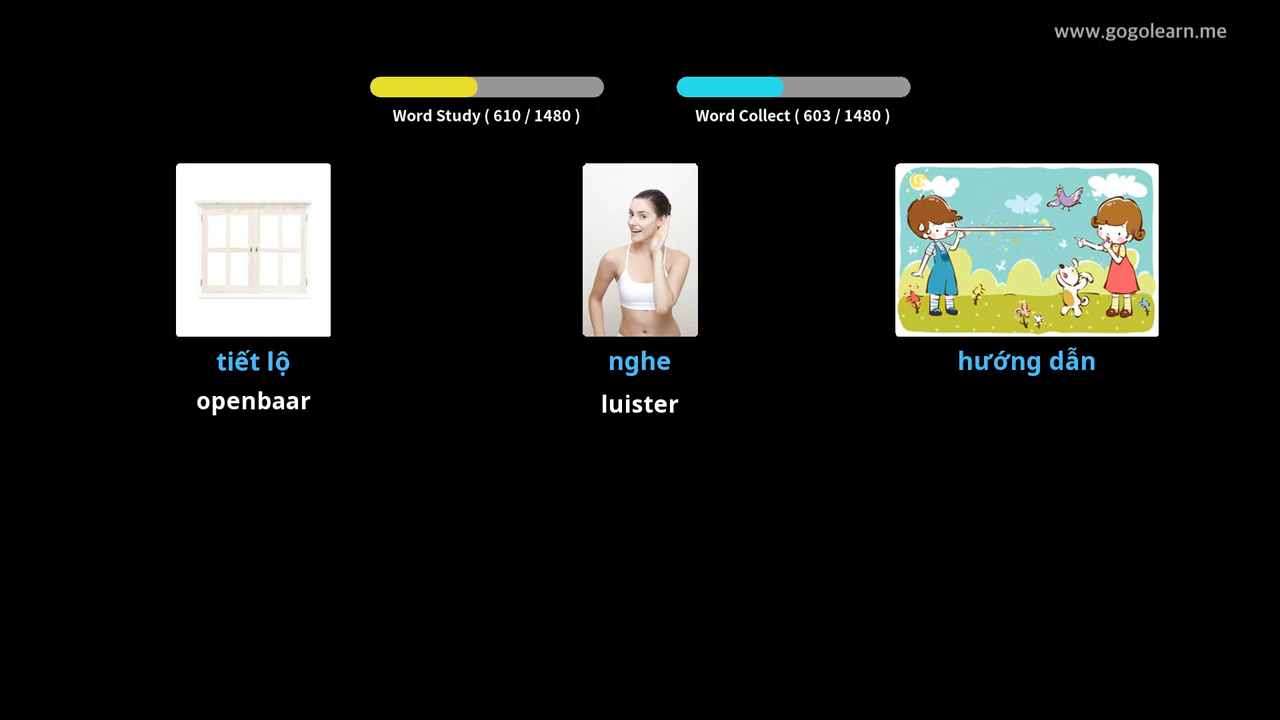 www.gogolearn.me
Word Study ( 610 / 1480 )
Word Collect ( 603 / 1480 )
tiết lộ
openbaar
nghe
luister
hướng dẫn